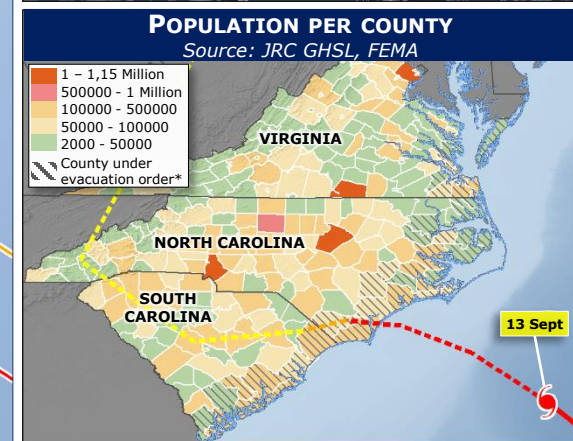 POPULATION PER COUNTY
Source: JRC GHSL, FEMA
1 – 1,15 Million
500000 - 1 Million
100000 - 500000
50000 - 100000
2000 - 50000
County under
evacuation order*
VIRGINIA
NORTH CAROLINA
SOUTH
CAROLINA
13 Sept